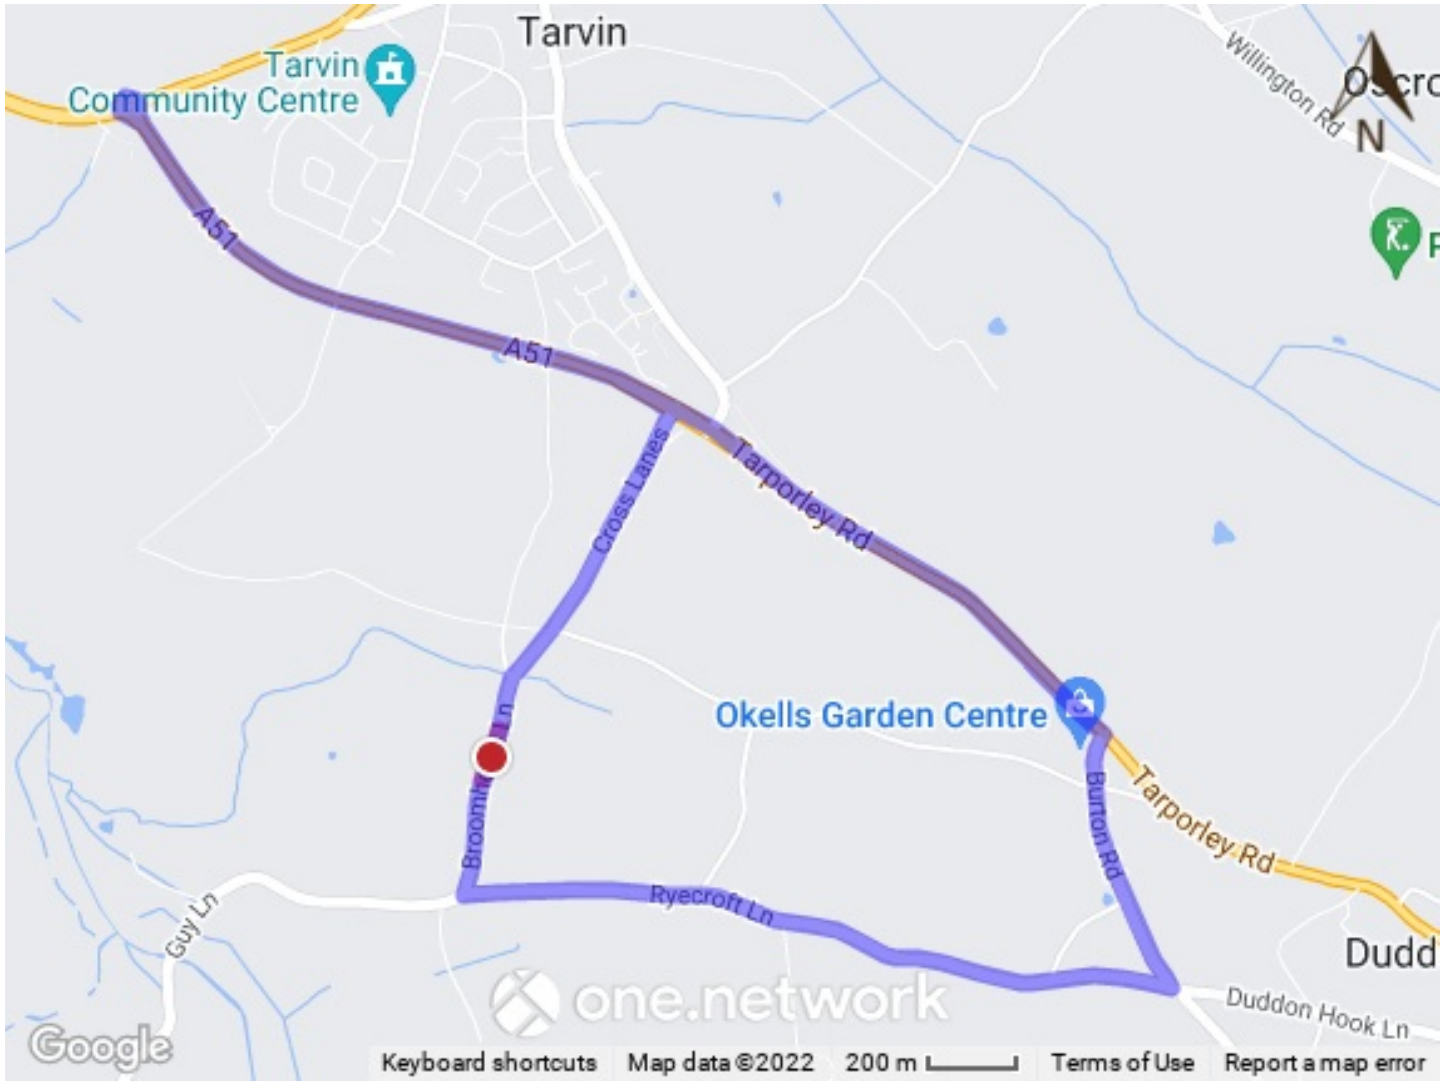 Tarvin
Tarvin
Community Centre
Willington Rd
N
A51
A51
Cross Lanes
Tarporley Rd
Okells Garden Centre
Ln
Burton Rd
Tarporley Rd
Ryecroft Ln
Guy Ln
Dudd
Duddon Hook Ln
one.network
Google
Keyboard shortcuts Map data ©2022 200 m Terms of Use Report a map error